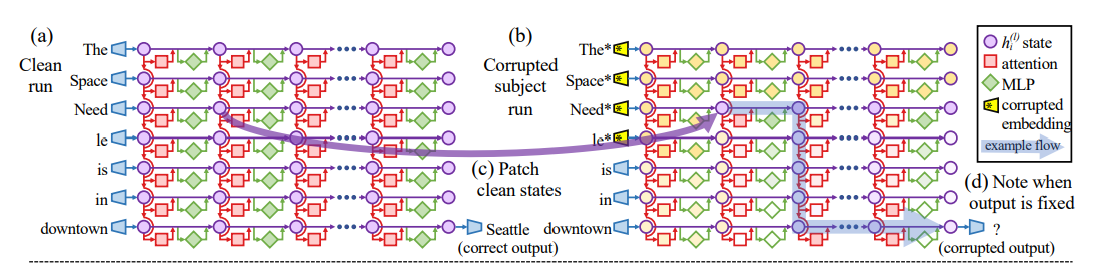 (a)
Clean
run
The
Space
Need
le
is
in
downtown
Seattle
(correct output)
(c) Patch
clean states
(b)
Corrupted
subject
run
The*
Space*
Need*
le*
is
in
downtown
?
(corrupted output)
(d) Note when
output is fixed
h_i^(l) state
attention
MLP
corrupted
embedding
example flow